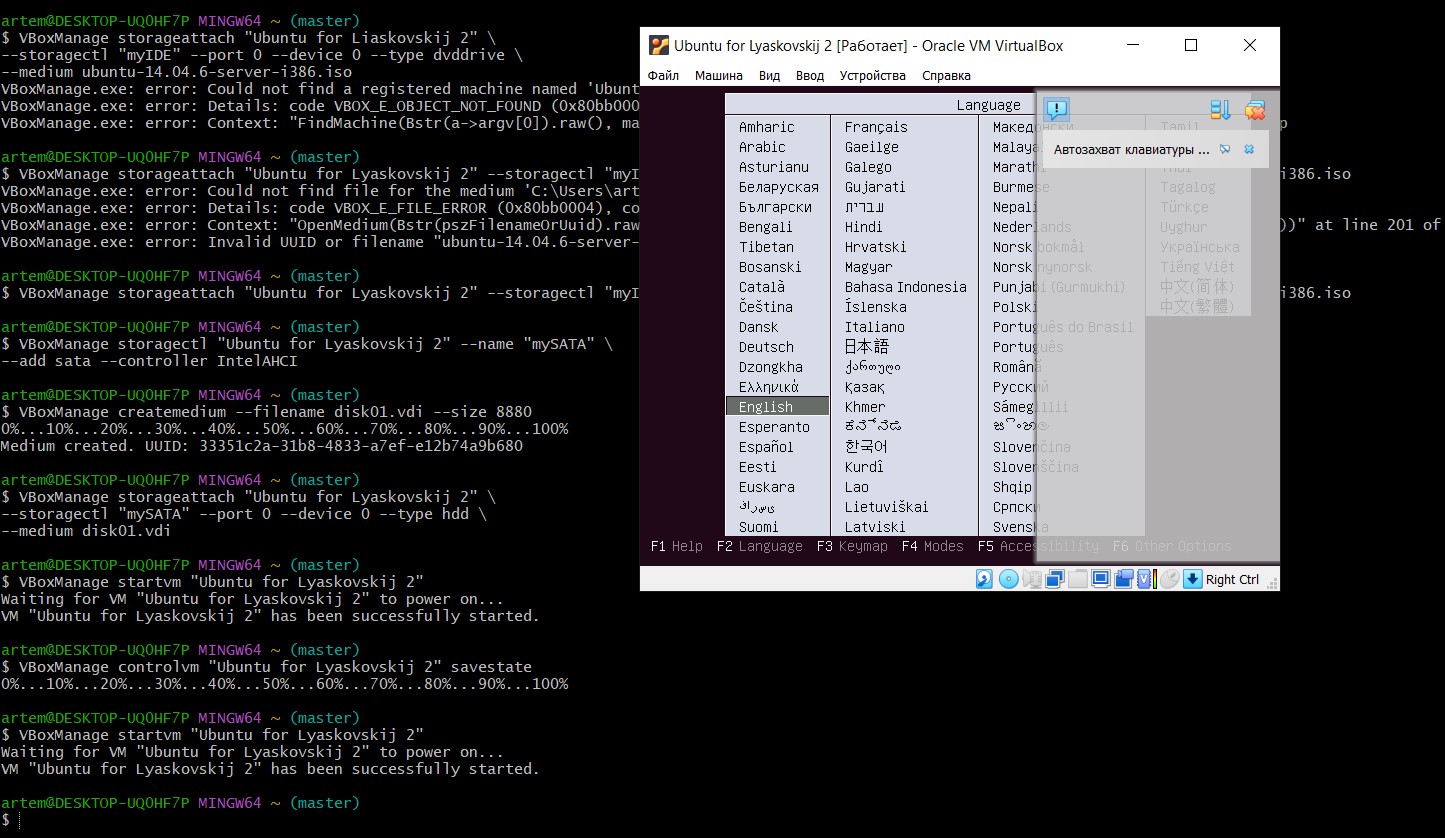 artem@DESKTOP-UQ0HF7P MINGW64 ~ (master)
$ VBoxManage storageattach "Ubuntu for Liaskovskij 2" \
--storagectl "myIDE" --port 0 --device 0 --type dvddrive \
--medium ubuntu-14.04.6-server-i386.iso
VBoxManage.exe: error: Could not find a registered machine named 'Ubunt
VBoxManage.exe: error: Details: code VBOX_E_OBJECT_NOT_FOUND (0x80bb000
VBoxManage.exe: error: Context: "FindMachine(Bstr(a->argv[0]).raw(), ma
p
artem@DESKTOP-UQ0HF7P MINGW64 ~ (master)
$ VBoxManage storageattach "Ubuntu for Lyaskovskij 2" --storagectl "myI
i386.iso
VBoxManage.exe: error: Could not find file for the medium 'C:\Users\art
VBoxManage.exe: error: Details: code VBOX_E_FILE_ERROR (0x80bb0004), co
VBoxManage.exe: error: Context: "OpenMedium(Bstr(pszFilenameOrUuid).raw
))" at line 201 of
VBoxManage.exe: error: Invalid UUID or filename "ubuntu-14.04.6-server-
artem@DESKTOP-UQ0HF7P MINGW64 ~ (master)
$ VBoxManage storageattach "Ubuntu for Lyaskovskij 2" --storagectl "myI
i386.iso
artem@DESKTOP-UQ0HF7P MINGW64 ~ (master)
$ VBoxManage storagectl "Ubuntu for Lyaskovskij 2" --name "mySATA" \
--add sata --controller IntelAHCI
artem@DESKTOP-UQ0HF7P MINGW64 ~ (master)
$ VBoxManage createmedium --filename disk01.vdi --size 8880
0%...10%...20%...30%...40%...50%...60%...70%...80%...90%...100%
Medium created. UUID: 33351c2a-31b8-4833-a7ef-e12b74a9b680
artem@DESKTOP-UQ0HF7P MINGW64 ~ (master)
$ VBoxManage storageattach "Ubuntu for Lyaskovskij 2" \
--storagectl "mySATA" --port 0 --device 0 --type hdd \
--medium disk01.vdi
artem@DESKTOP-UQ0HF7P MINGW64 ~ (master)
$ VBoxManage startvm "Ubuntu for Lyaskovskij 2"
Waiting for VM "Ubuntu for Lyaskovskij 2" to power on...
VM "Ubuntu for Lyaskovskij 2" has been successfully started.
artem@DESKTOP-UQ0HF7P MINGW64 ~ (master)
$ VBoxManage controlvm "Ubuntu for Lyaskovskij 2" savestate
0%...10%...20%...30%...40%...50%...60%...70%...80%...90%...100%
artem@DESKTOP-UQ0HF7P MINGW64 ~ (master)
$ VBoxManage startvm "Ubuntu for Lyaskovskij 2"
Waiting for VM "Ubuntu for Lyaskovskij 2" to power on...
VM "Ubuntu for Lyaskovskij 2" has been successfully started.
artem@DESKTOP-UQ0HF7P MINGW64 ~ (master)
$
Ubuntu for Lyaskovskij 2 [Работает] - Oracle VM VirtualBox
Файл Машина Вид Ввод Устройства Справка
Language
Amharic
Arabic
Asturianu
Беларуская
Български
Bengali
Tibetan
Bosanski
Català
Čeština
Dansk
Deutsch
Dzongkha
Ελληνικά
English
Esperanto
Español
Eesti
Euskara
Suomi
Français
Gaeilge
Galego
Gujarati
עברית
Hindi
Hrvatski
Magyar
Bahasa Indonesia
Íslenska
Italiano
日本語
ქართული
Қазақ
Khmer
ಕನ್ನಡ
한국어
Kurdî
Lao
Lietuviškai
Latviski
Македонски
Malaya
Marathi
Burmese
Nepali
Nederlands
Norsk bokmål
Norsk nynorsk
Punjabi (Gurmukhi)
Polski
Português do Brasil
Português
Română
Русский
Sámegillii
සිංහල
Slovenčina
Slovenščina
Shqip
Српски
Svenska
Tamil
Thai
Tagalog
Türkçe
Uyghur
Українська
Tiếng Việt
中文(简体)
中文(繁體)
Автозахват клавиатуры ...
F1 Help F2 Language F3 Keymap F4 Modes F5 Accessibility F6 Other Options
Right Ctrl